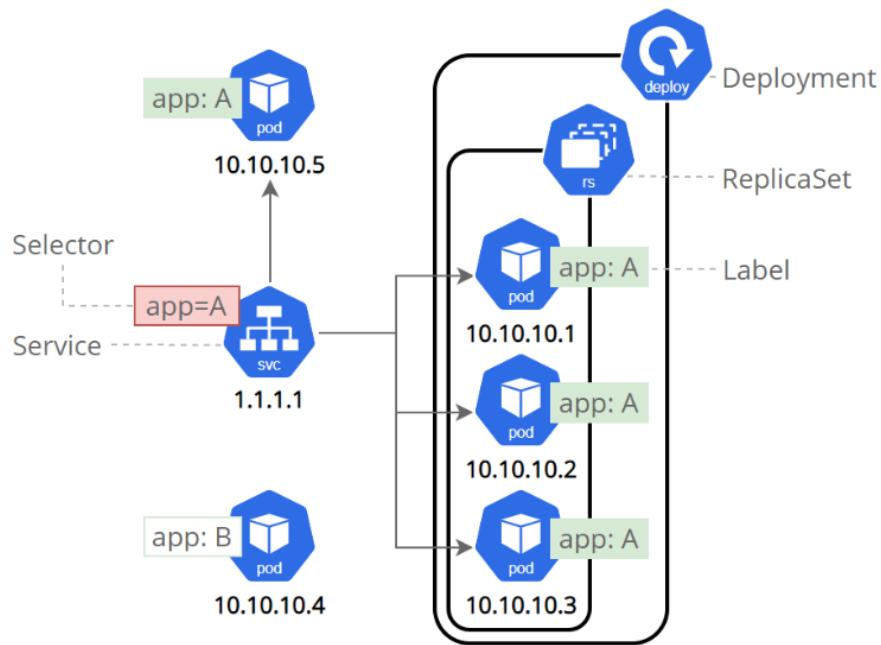 deploy
Deployment
app: A
pod
10.10.10.5
rs
ReplicaSet
Selector
app=A
Service
svc
1.1.1.1
pod
app: A
Label
10.10.10.1
pod
app: A
10.10.10.2
app: B
pod
10.10.10.4
pod
app: A
10.10.10.3